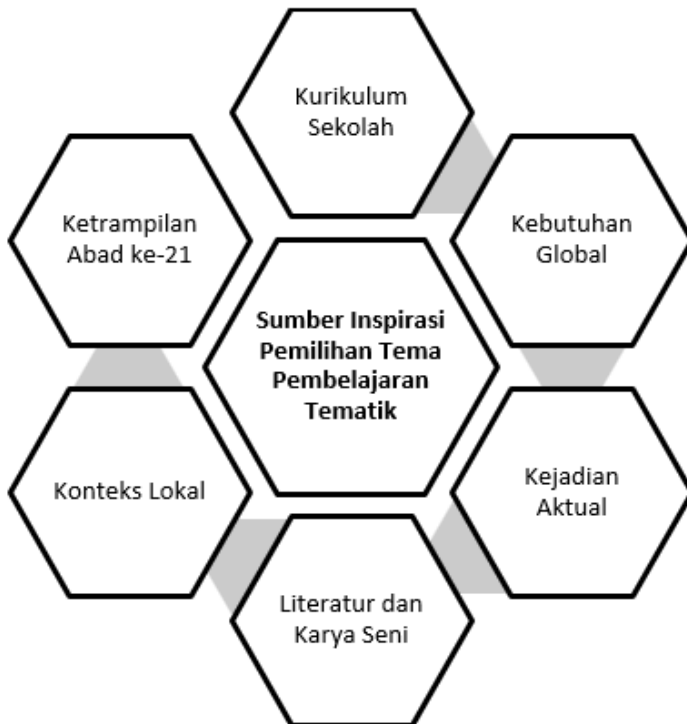 Kurikulum
Sekolah
Kebutuhan
Global
Kejadian
Aktual
Literatur dan
Karya Seni
Konteks Lokal
Ketrampilan
Abad ke-21
Sumber Inspirasi
Pemilihan Tema
Pembelajaran
Tematik